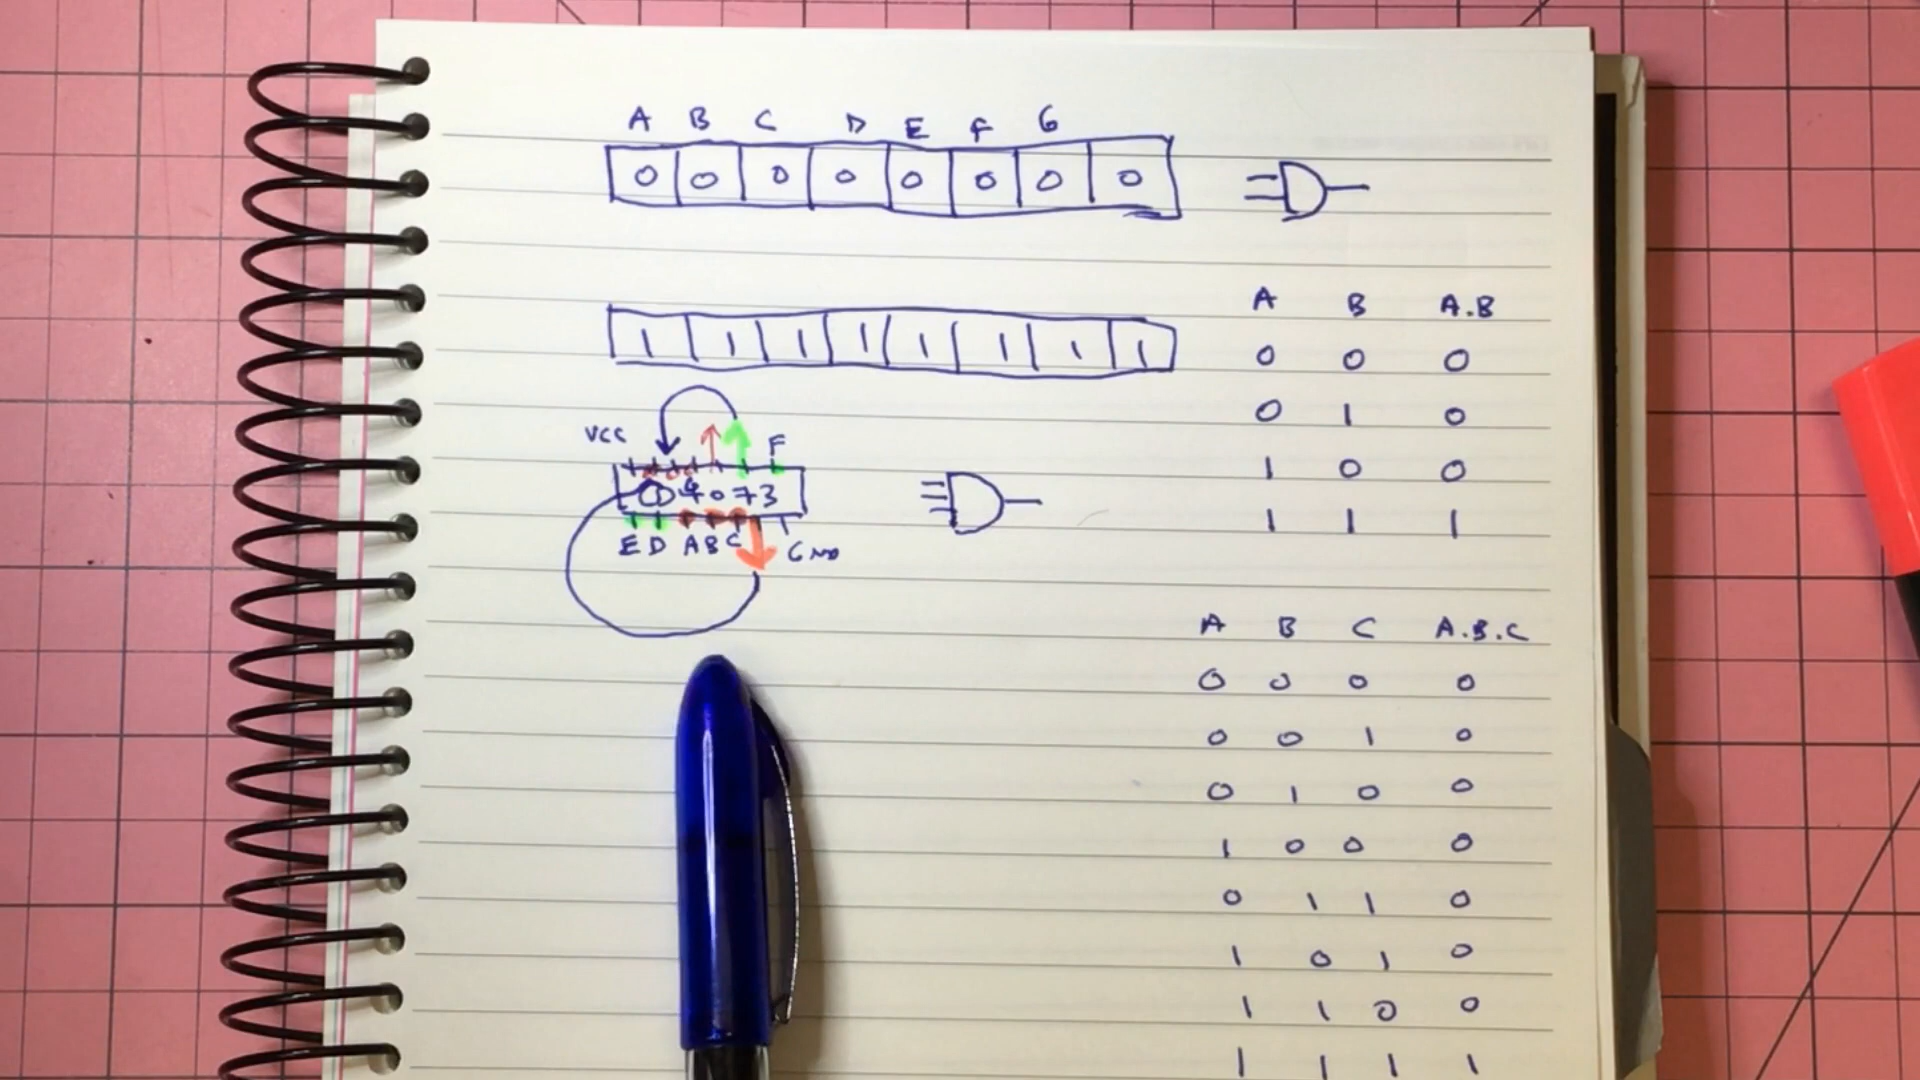 A B C D E F G
0 0 0 0 0 0 0 0
1 1 1 1 1 1 1 1
A B A.B
0 0 0
0 1 0
1 0 0
1 1 1
VCC F
4073
E D A B C GND
A B C A.B.C
0 0 0 0
0 0 1 0
0 1 0 0
1 0 0 0
0 1 1 0
1 0 1 0
1 1 0 0
1 1 1 1